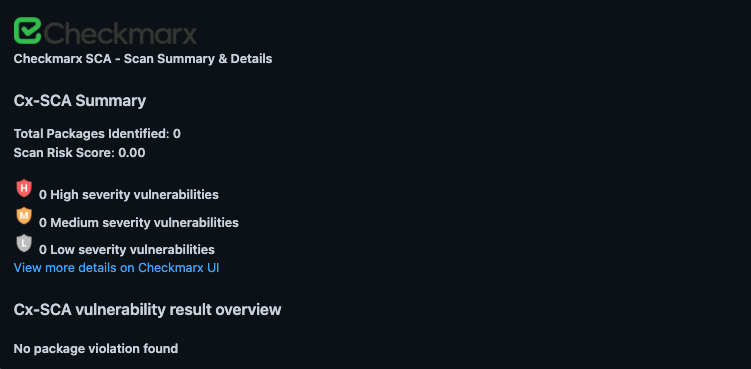 Checkmarx
Checkmarx SCA - Scan Summary & Details
Cx-SCA Summary
Total Packages Identified: 0
Scan Risk Score: 0.00
H 0 High severity vulnerabilities
M 0 Medium severity vulnerabilities
L 0 Low severity vulnerabilities
View more details on Checkmarx UI
Cx-SCA vulnerability result overview
No package violation found